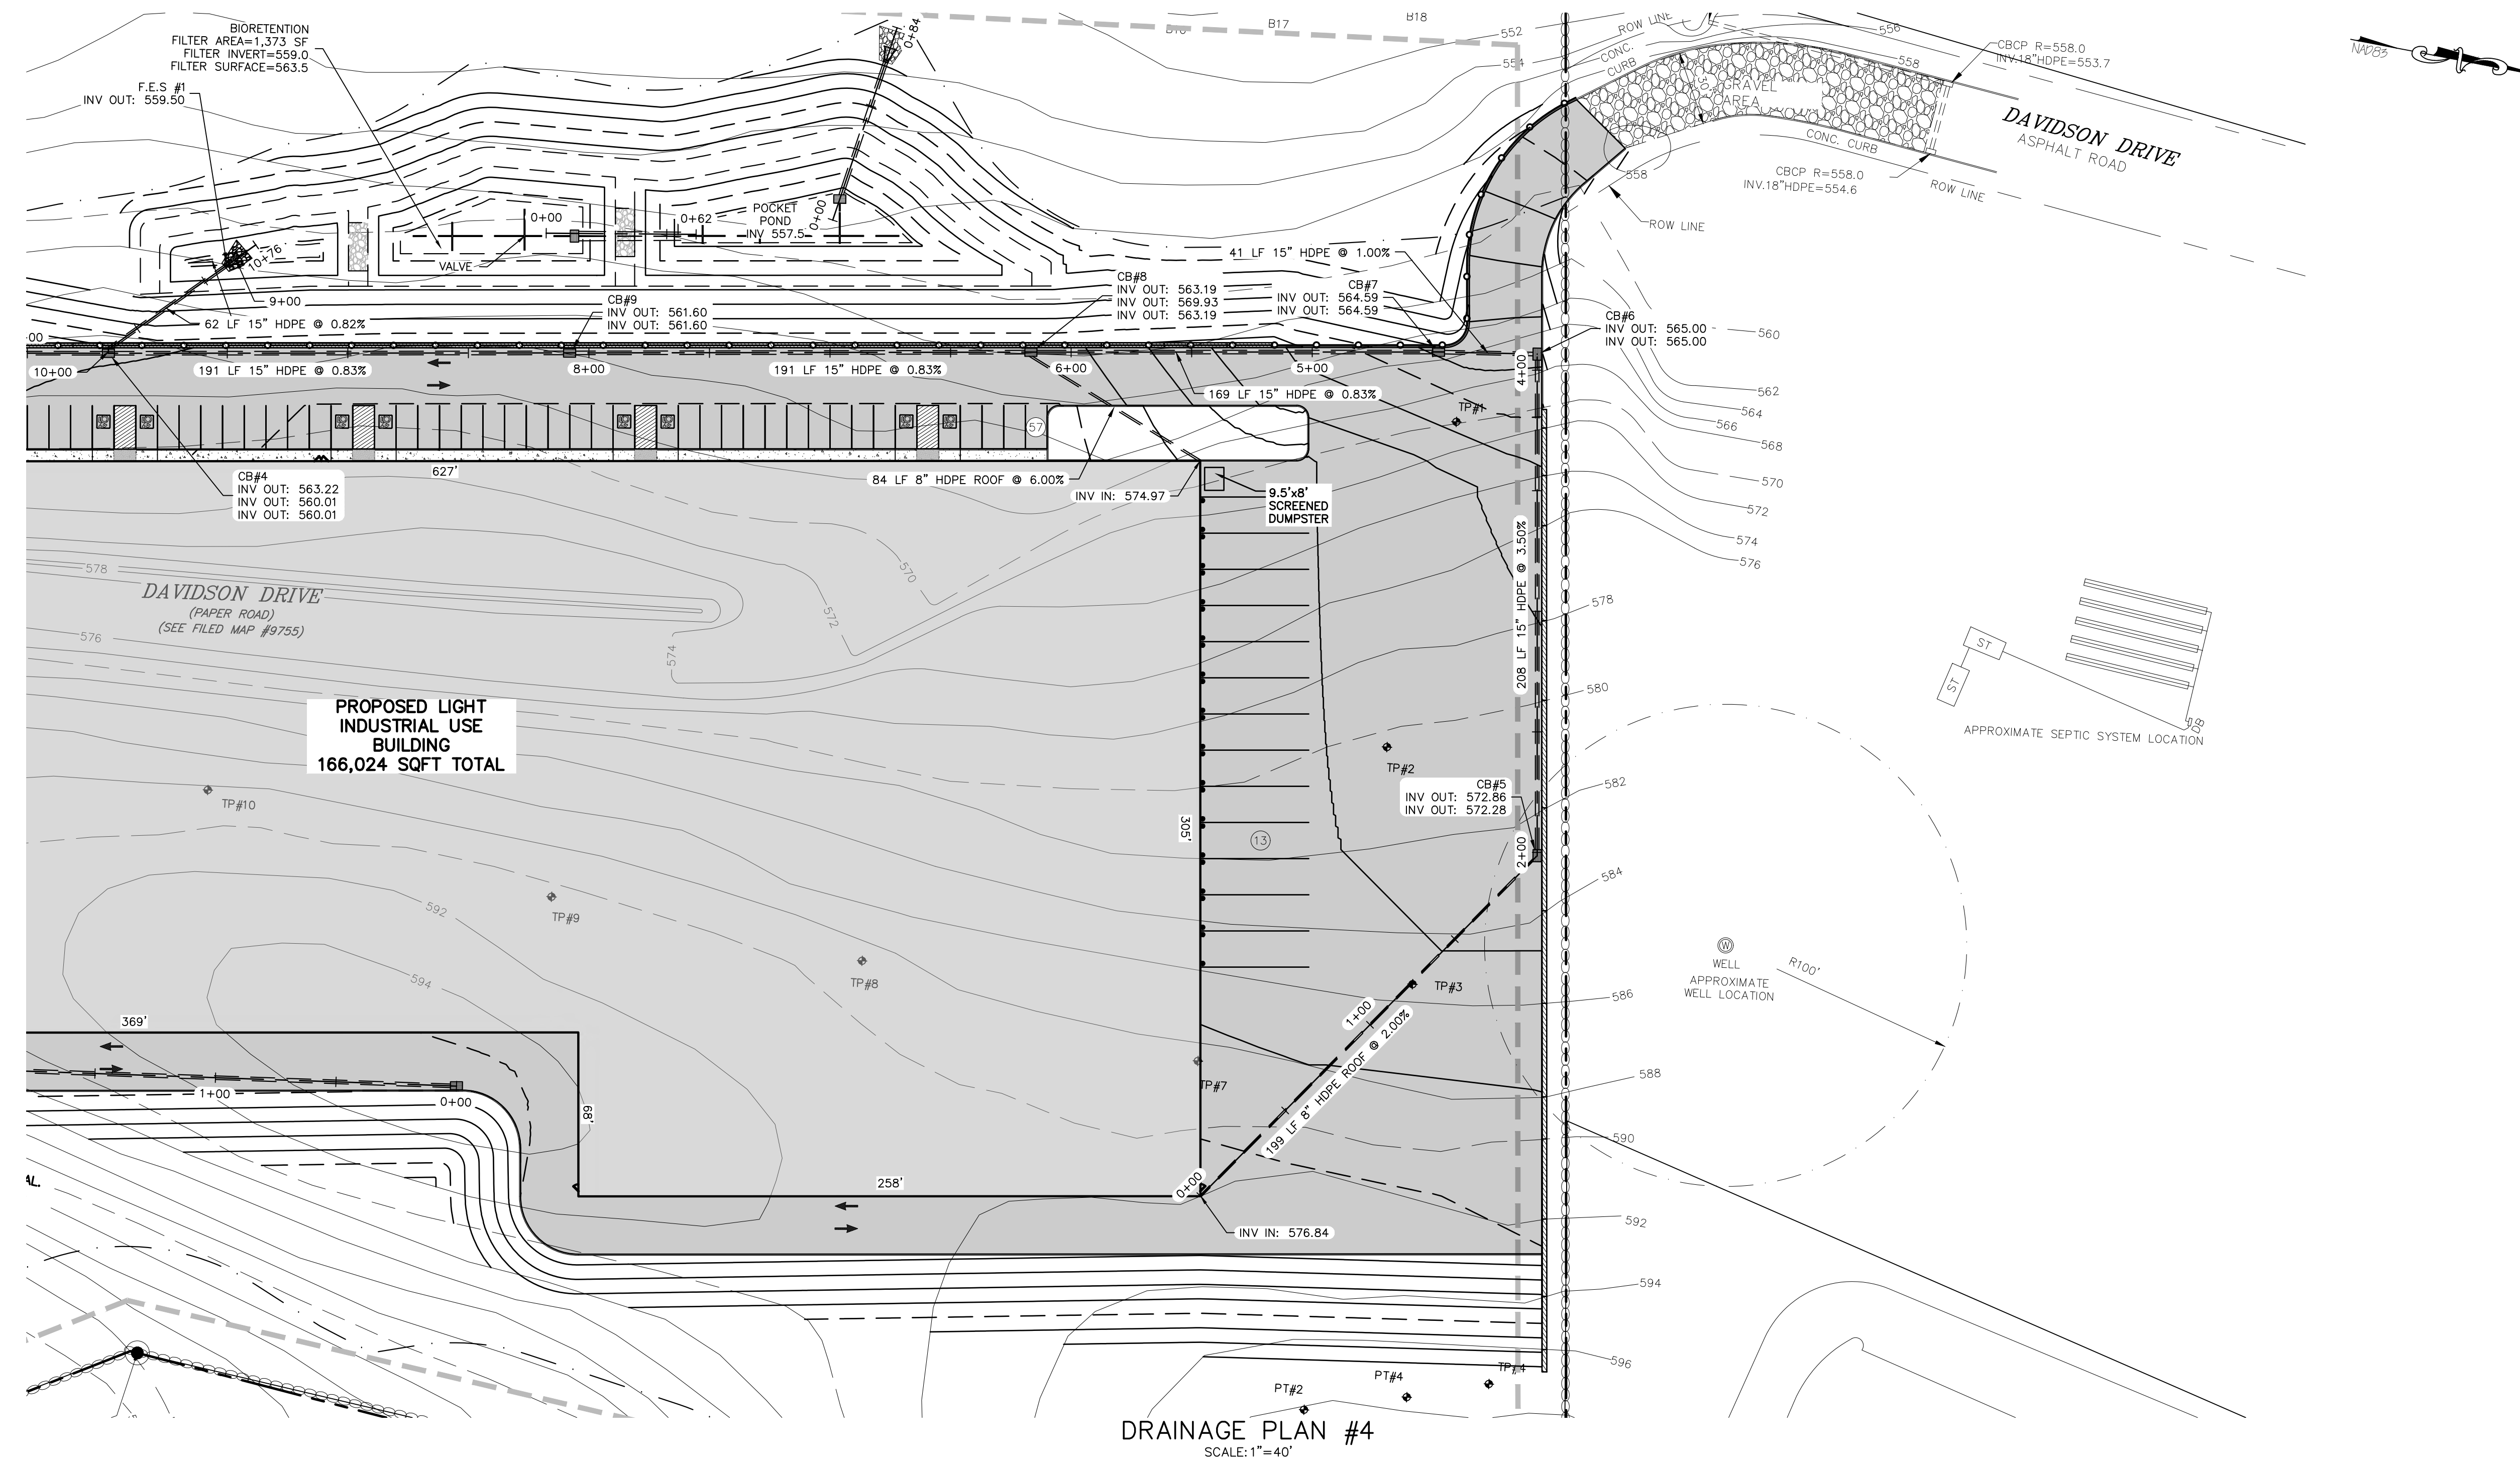 BIORETENTION
FILTER AREA=1,373 SF
FILTER INVERT=559.0
FILTER SURFACE=563.5
F.E.S #1
INV OUT: 559.50
0+84
B17
B18
552
554
ROW LINE
CONC.
CURB
556
558
CBCP R=558.0
INV.18"HDPE=553.7
NAD83
GRAVEL
AREA
DAVIDSON DRIVE
ASPHALT ROAD
CONC. CURB
CBCP R=558.0
INV.18"HDPE=554.6
ROW LINE
558
ROW LINE
0+00
0+62
POCKET
POND
INV 557.5
0+00
10+76
VALVE
41 LF 15" HDPE @ 1.00%
9+00
62 LF 15" HDPE @ 0.82%
CB#9
INV OUT: 561.60
INV OUT: 561.60
CB#8
INV OUT: 563.19
INV OUT: 569.93
INV OUT: 563.19
CB#7
INV OUT: 564.59
INV OUT: 564.59
CB#6
INV OUT: 565.00
INV OUT: 565.00
560
10+00
191 LF 15" HDPE @ 0.83%
8+00
191 LF 15" HDPE @ 0.83%
6+00
5+00
4+00
169 LF 15" HDPE @ 0.83%
562
564
566
568
TP#1
57
CB#4
INV OUT: 563.22
INV OUT: 560.01
INV OUT: 560.01
627'
84 LF 8" HDPE ROOF @ 6.00%
INV IN: 574.97
9.5'x8'
SCREENED
DUMPSTER
570
572
574
576
208 LF 15" HDPE @ 3.50%
578
570
572
574
DAVIDSON DRIVE
(PAPER ROAD)
(SEE FILED MAP #9755)
576
578
ST
ST
DB
APPROXIMATE SEPTIC SYSTEM LOCATION
580
PROPOSED LIGHT
INDUSTRIAL USE
BUILDING
166,024 SQFT TOTAL
TP#2
582
CB#5
INV OUT: 572.86
INV OUT: 572.28
TP#10
305'
13
2+00
584
592
TP#9
W
WELL
APPROXIMATE
WELL LOCATION
R100'
594
TP#8
TP#3
586
369'
1+00
199 LF 8" HDPE ROOF @ 2.00%
588
TP#7
1+00
0+00
68'
590
258'
0+00
INV IN: 576.84
592
AL.
594
596
TP#4
PT#4
PT#2
DRAINAGE PLAN #4
SCALE:1"=40'